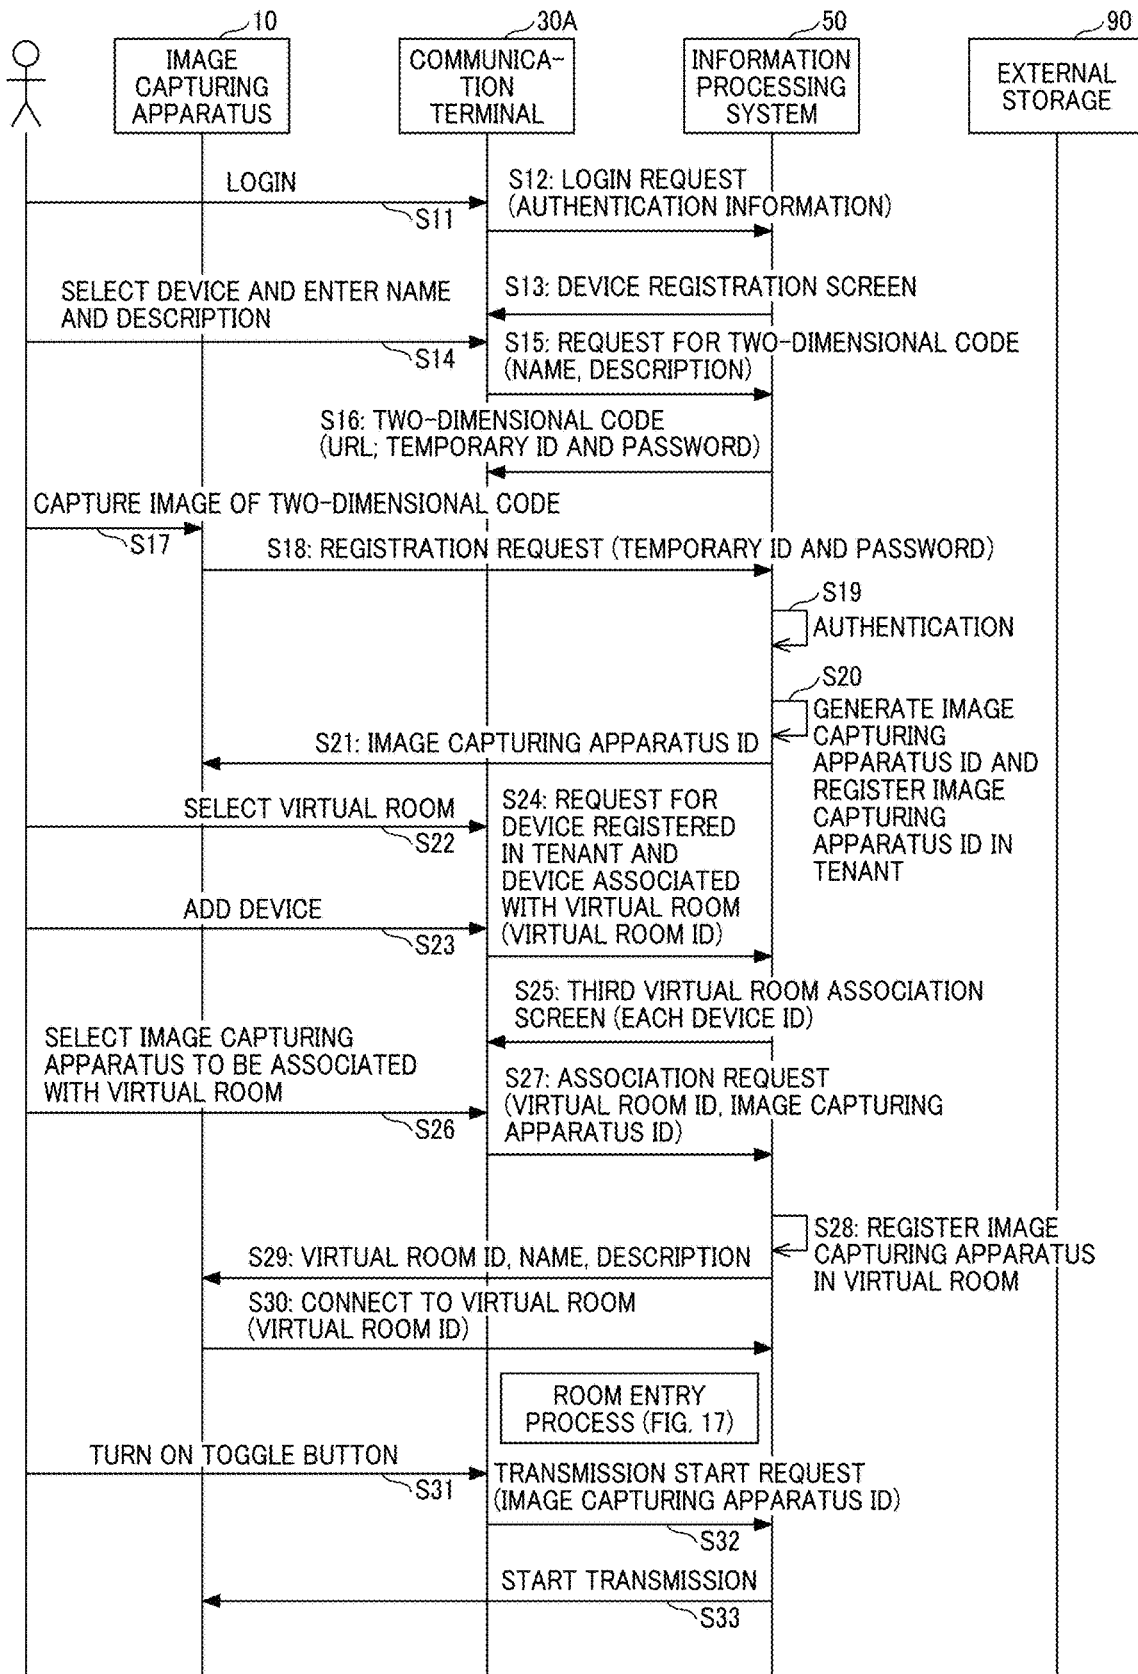 10
30A
50
90
IMAGE
CAPTURING
APPARATUS
COMMUNICA-
TION
TERMINAL
INFORMATION
PROCESSING
SYSTEM
EXTERNAL
STORAGE
LOGIN
S11
S12: LOGIN REQUEST
(AUTHENTICATION INFORMATION)
S13: DEVICE REGISTRATION SCREEN
SELECT DEVICE AND ENTER NAME
AND DESCRIPTION
S14
S15: REQUEST FOR TWO-DIMENSIONAL CODE
(NAME, DESCRIPTION)
S16: TWO-DIMENSIONAL CODE
(URL; TEMPORARY ID AND PASSWORD)
CAPTURE IMAGE OF TWO-DIMENSIONAL CODE
S17
S18: REGISTRATION REQUEST (TEMPORARY ID AND PASSWORD)
S19
AUTHENTICATION
S20
GENERATE IMAGE
CAPTURING
APPARATUS ID AND
REGISTER IMAGE
CAPTURING
APPARATUS ID IN
TENANT
S21: IMAGE CAPTURING APPARATUS ID
SELECT VIRTUAL ROOM
S22
ADD DEVICE
S23
S24: REQUEST FOR
DEVICE REGISTERED
IN TENANT AND
DEVICE ASSOCIATED
WITH VIRTUAL ROOM
(VIRTUAL ROOM ID)
S25: THIRD VIRTUAL ROOM ASSOCIATION
SCREEN (EACH DEVICE ID)
SELECT IMAGE CAPTURING
APPARATUS TO BE ASSOCIATED
WITH VIRTUAL ROOM
S26
S27: ASSOCIATION REQUEST
(VIRTUAL ROOM ID, IMAGE CAPTURING
APPARATUS ID)
S28: REGISTER IMAGE
CAPTURING APPARATUS
IN VIRTUAL ROOM
S29: VIRTUAL ROOM ID, NAME, DESCRIPTION
S30: CONNECT TO VIRTUAL ROOM
(VIRTUAL ROOM ID)
ROOM ENTRY
PROCESS (FIG. 17)
TURN ON TOGGLE BUTTON
S31
TRANSMISSION START REQUEST
(IMAGE CAPTURING APPARATUS ID)
S32
START TRANSMISSION
S33